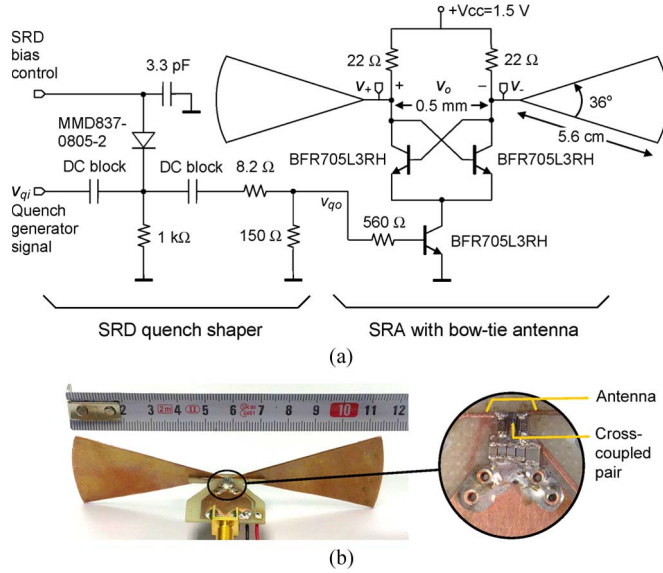 +Vcc=1.5 V
SRD
bias
control
3.3 pF
22 Ω
22 Ω
v+
+
vo
−
v-
0.5 mm
36º
5.6 cm
MMD837-
0805-2
BFR705L3RH
BFR705L3RH
DC block
DC block
8.2 Ω
vqi
Quench
generator
signal
vqo
1 kΩ
150 Ω
560 Ω
BFR705L3RH
SRD quench shaper
SRA with bow-tie antenna
(a)
2 3 4 5 6 7 8 9 10 11 12
2m
II
Antenna
Cross-
coupled
pair
(b)